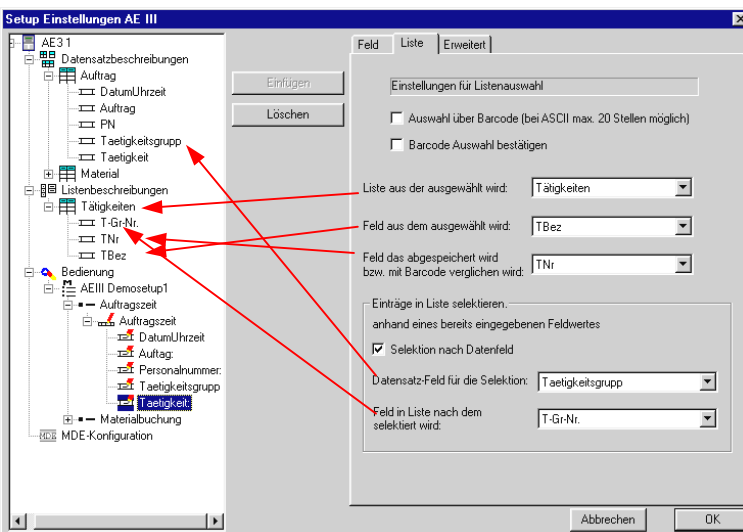 Setup Einstellungen AE III
AE3 1
Datensatzbeschreibungen
Auftrag
DatumUhrzeit
Auftrag
PN
Taetigkeitsgrupp
Taetigkeit
Material
Listenbeschreibungen
Tätigkeiten
T-Gr-Nr.
TNr
TBez
Bedienung
AEIII Demosetup1
Auftragszeit
Auftragszeit
DatumUhrzeit
Auftag:
Personalnummer:
Taetigkeitsgrupp
Taetigkeit:
Materialbuchung
MDE-Konfiguration
Einfügen
Löschen
Feld
Liste
Erweitert
Einstellungen für Listenauswahl
Auswahl über Barcode (bei ASCII max. 20 Stellen möglich)
Barcode Auswahl bestätigen
Liste aus der ausgewählt wird: Tätigkeiten
Feld aus dem ausgewählt wird: TBez
Feld das abgespeichert wird
bzw. mit Barcode verglichen wird: TNr
Einträge in Liste selektieren.
anhand eines bereits eingegebenen Feldwertes
Selektion nach Datenfeld
Datensatz-Feld für die Selektion: Taetigkeitsgrupp
Feld in Liste nach dem
selektiert wird: T-Gr-Nr.
Abbrechen
OK